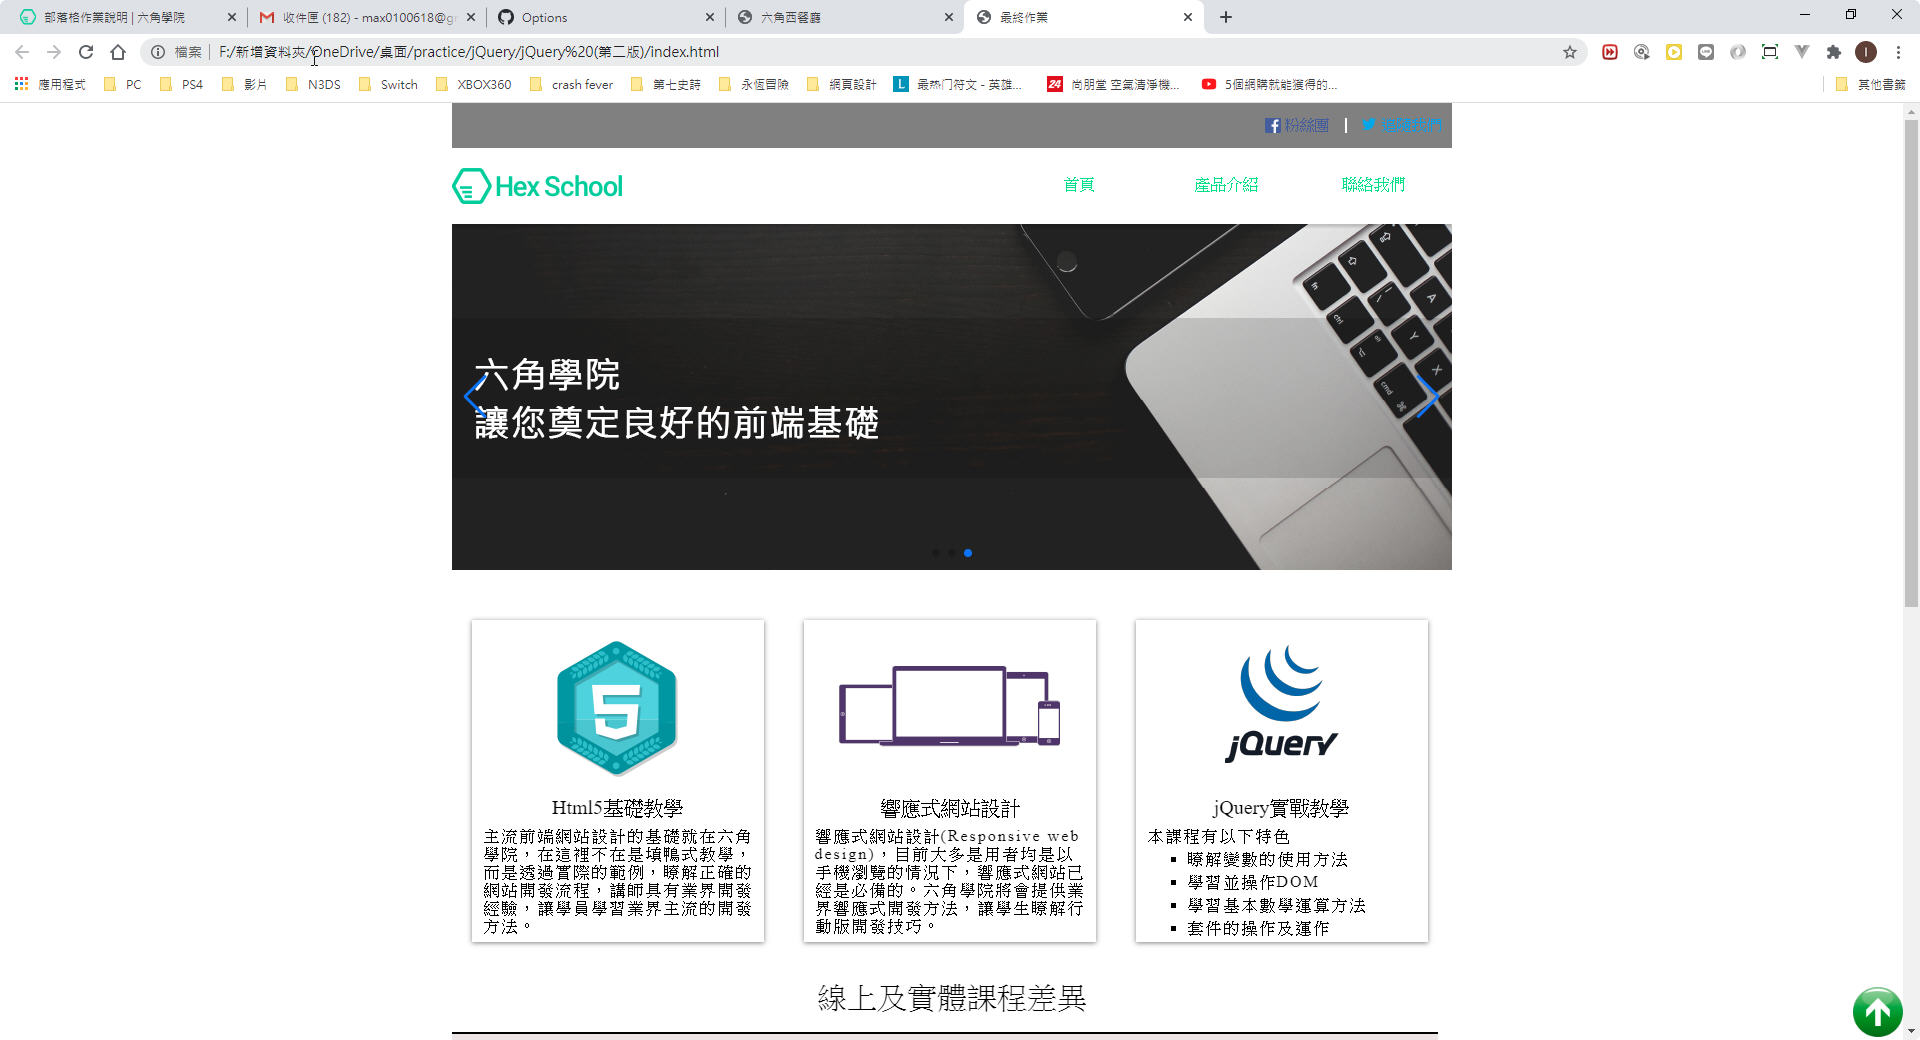 部落格作業說明 | 六角學院
收件匣 (182) - max0100618@g
Options
六角西餐廳
最終作業
檔案
F:/新增資料夾/OneDrive/桌面/practice/jQuery/jQuery%20(第二版)/index.html
I
應用程式
PC
PS4
影片
N3DS
Switch
XBOX360
crash fever
第七史詩
永恆冒險
網頁設計
L
最热门符文 - 英雄...
24
尚朋堂 空氣清淨機...
5個網購就能獲得的...
其他書籤
粉絲團
|
Hex School
首頁
產品介紹
聯絡我們
六角學院
讓您奠定良好的前端基礎
fn
ctrl
alt
cmd
A
Y
X
5
jQuery
Html5基礎教學
主流前端網站設計的基礎就在六角
學院，在這裡不在是填鴨式教學，
而是透過實際的範例，瞭解正確的
網站開發流程，講師具有業界開發
經驗，讓學員學習業界主流的開發
方法。
響應式網站設計
響應式網站設計(Responsive web
design)，目前大多是用者均是以
手機瀏覽的情況下，響應式網站已
經是必備的。六角學院將會提供業
界響應式開發方法，讓學生瞭解行
動版開發技巧。
jQuery實戰教學
本課程有以下特色
瞭解變數的使用方法
學習並操作DOM
學習基本數學運算方法
套件的操作及運作
線上及實體課程差異